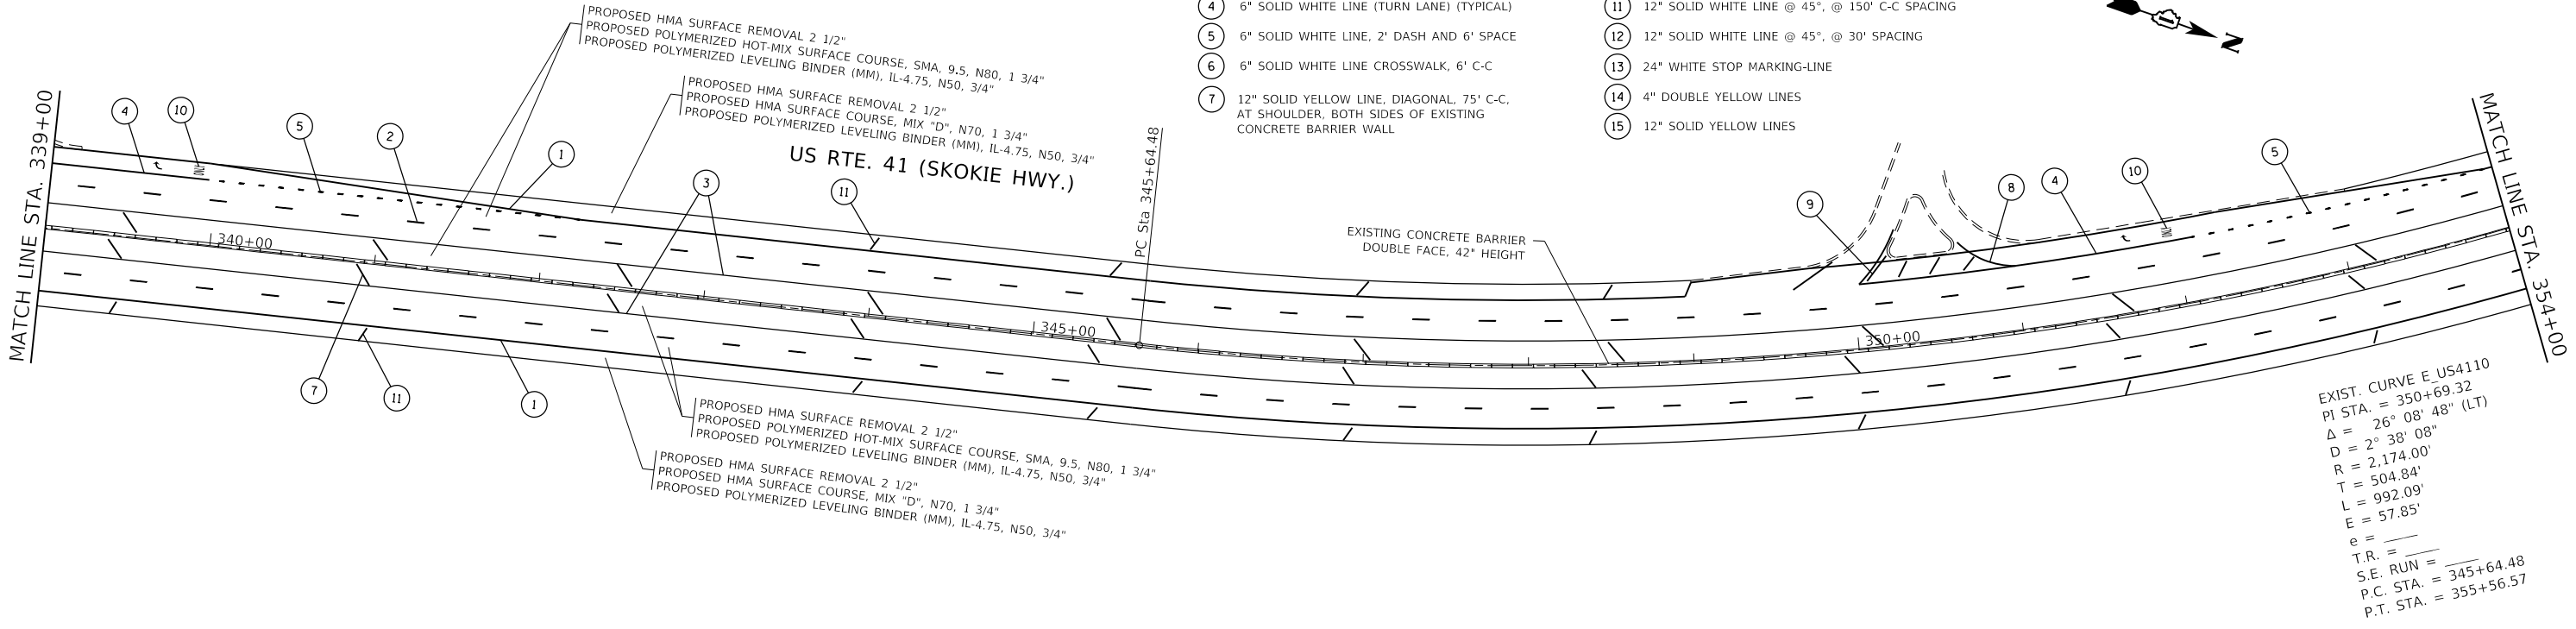 PROPOSED HMA SURFACE REMOVAL 2 1/2"
PROPOSED POLYMERIZED HOT-MIX SURFACE COURSE, SMA, 9.5, N80, 1 3/4"
PROPOSED POLYMERIZED LEVELING BINDER (MM), IL-4.75, N50, 3/4"
PROPOSED HMA SURFACE REMOVAL 2 1/2"
PROPOSED HMA SURFACE COURSE, MIX "D", N70, 1 3/4"
PROPOSED POLYMERIZED LEVELING BINDER (MM), IL-4.75, N50, 3/4"
4 6" SOLID WHITE LINE (TURN LANE) (TYPICAL)
5 6" SOLID WHITE LINE, 2' DASH AND 6' SPACE
6 6" SOLID WHITE LINE CROSSWALK, 6' C-C
7 12" SOLID YELLOW LINE, DIAGONAL, 75' C-C,
AT SHOULDER, BOTH SIDES OF EXISTING
CONCRETE BARRIER WALL
11 12" SOLID WHITE LINE @ 45°, @ 150' C-C SPACING
12 12" SOLID WHITE LINE @ 45°, @ 30' SPACING
13 24" WHITE STOP MARKING-LINE
14 4" DOUBLE YELLOW LINES
15 12" SOLID YELLOW LINES
N
MATCH LINE STA. 339+00
4
10
5
2
1
3
US RTE. 41 (SKOKIE HWY.)
11
PC Sta 345+64.48
EXISTING CONCRETE BARRIER
DOUBLE FACE, 42" HEIGHT
9
8
4
10
5
MATCH LINE STA. 354+00
ONLY
ONLY
340+00
345+00
350+00
7
11
1
PROPOSED HMA SURFACE REMOVAL 2 1/2"
PROPOSED POLYMERIZED HOT-MIX SURFACE COURSE, SMA, 9.5, N80, 1 3/4"
PROPOSED POLYMERIZED LEVELING BINDER (MM), IL-4.75, N50, 3/4"
PROPOSED HMA SURFACE REMOVAL 2 1/2"
PROPOSED HMA SURFACE COURSE, MIX "D", N70, 1 3/4"
PROPOSED POLYMERIZED LEVELING BINDER (MM), IL-4.75, N50, 3/4"
EXIST. CURVE E_US4110
PI STA. = 350+69.32
Δ = 26° 08' 48" (LT)
D = 2° 38' 08"
R = 2,174.00'
T = 504.84'
L = 992.09'
E = 57.85'
e = ____
T.R. = ____
S.E. RUN = ____
P.C. STA. = 345+64.48
P.T. STA. = 355+56.57